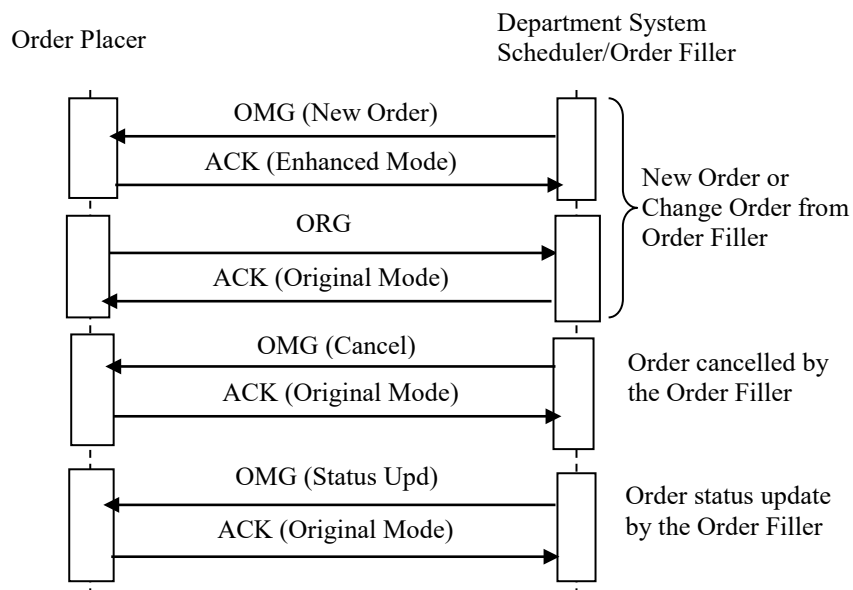 Order Placer
Department System
Scheduler/Order Filler
OMG (New Order)
ACK (Enhanced Mode)
New Order or
Change Order from
Order Filler
ORG
ACK (Original Mode)
OMG (Cancel)
ACK (Original Mode)
Order cancelled by
the Order Filler
OMG (Status Upd)
ACK (Original Mode)
Order status update
by the Order Filler